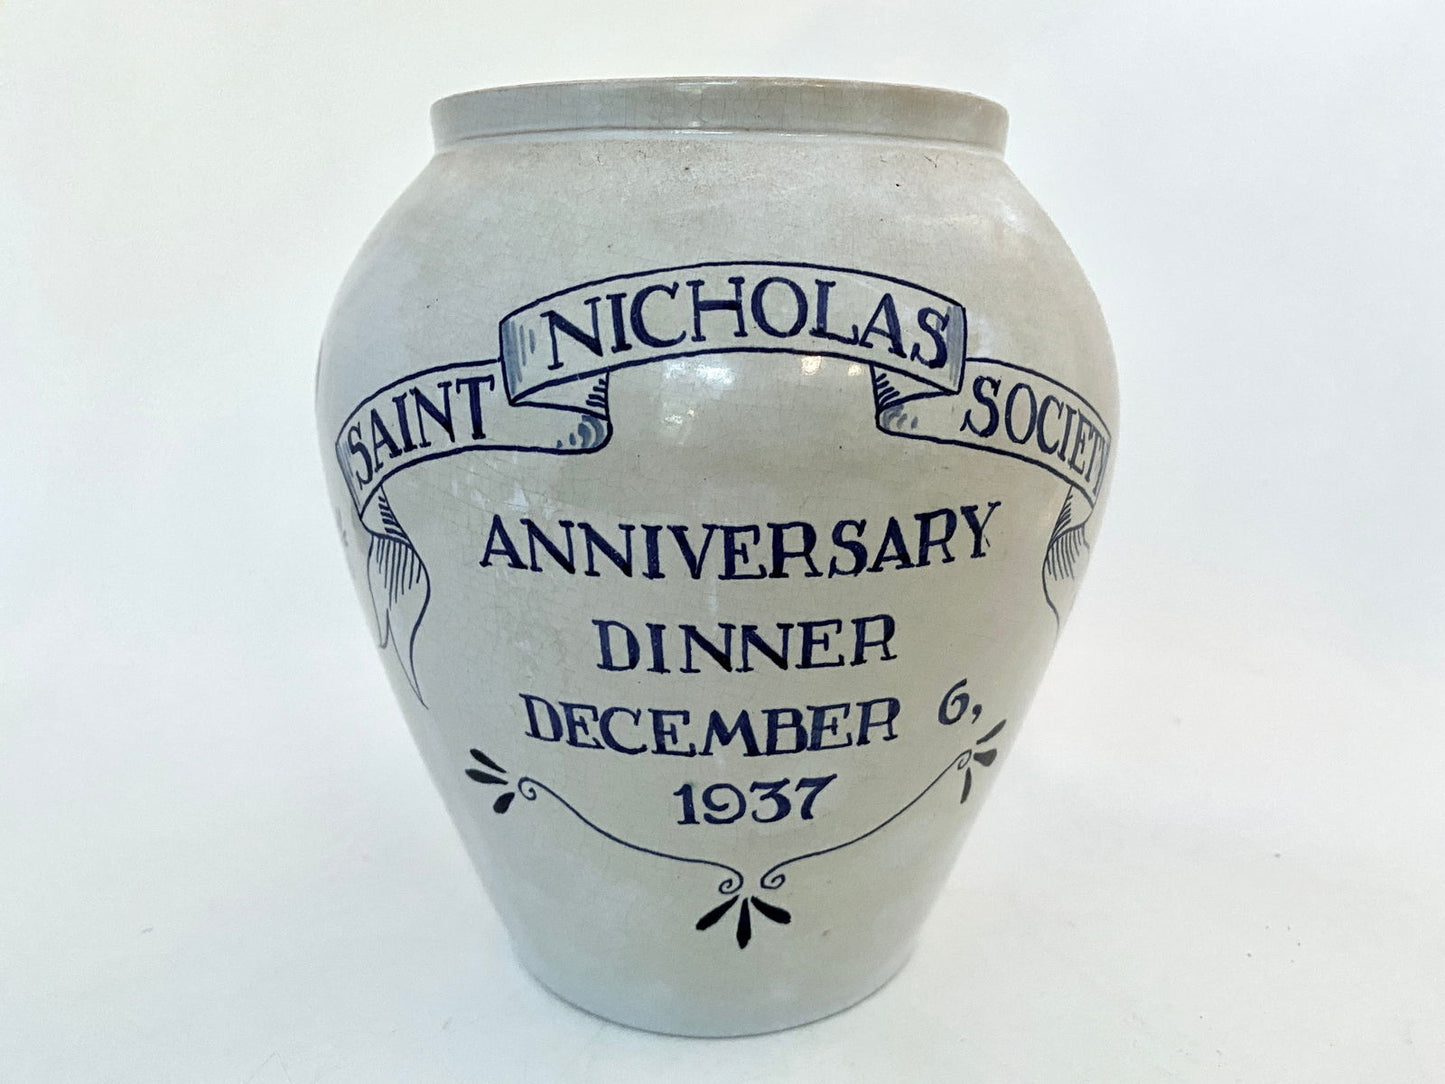 SAINT NICHOLAS SOCIETY
ANNIVERSARY
DINNER
DECEMBER 6,
1937